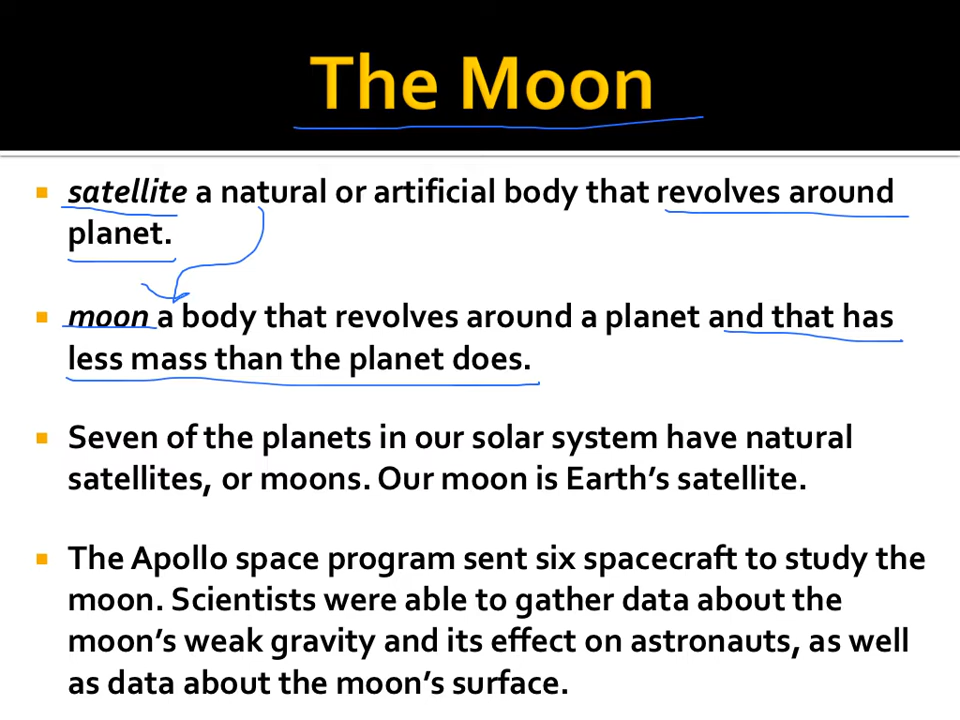 The Moon
satellite a natural or artificial body that revolves around
planet.
moon a body that revolves around a planet and that has
less mass than the planet does.
Seven of the planets in our solar system have natural
satellites, or moons. Our moon is Earth’s satellite.
The Apollo space program sent six spacecraft to study the
moon. Scientists were able to gather data about the
moon’s weak gravity and its effect on astronauts, as well
as data about the moon’s surface.